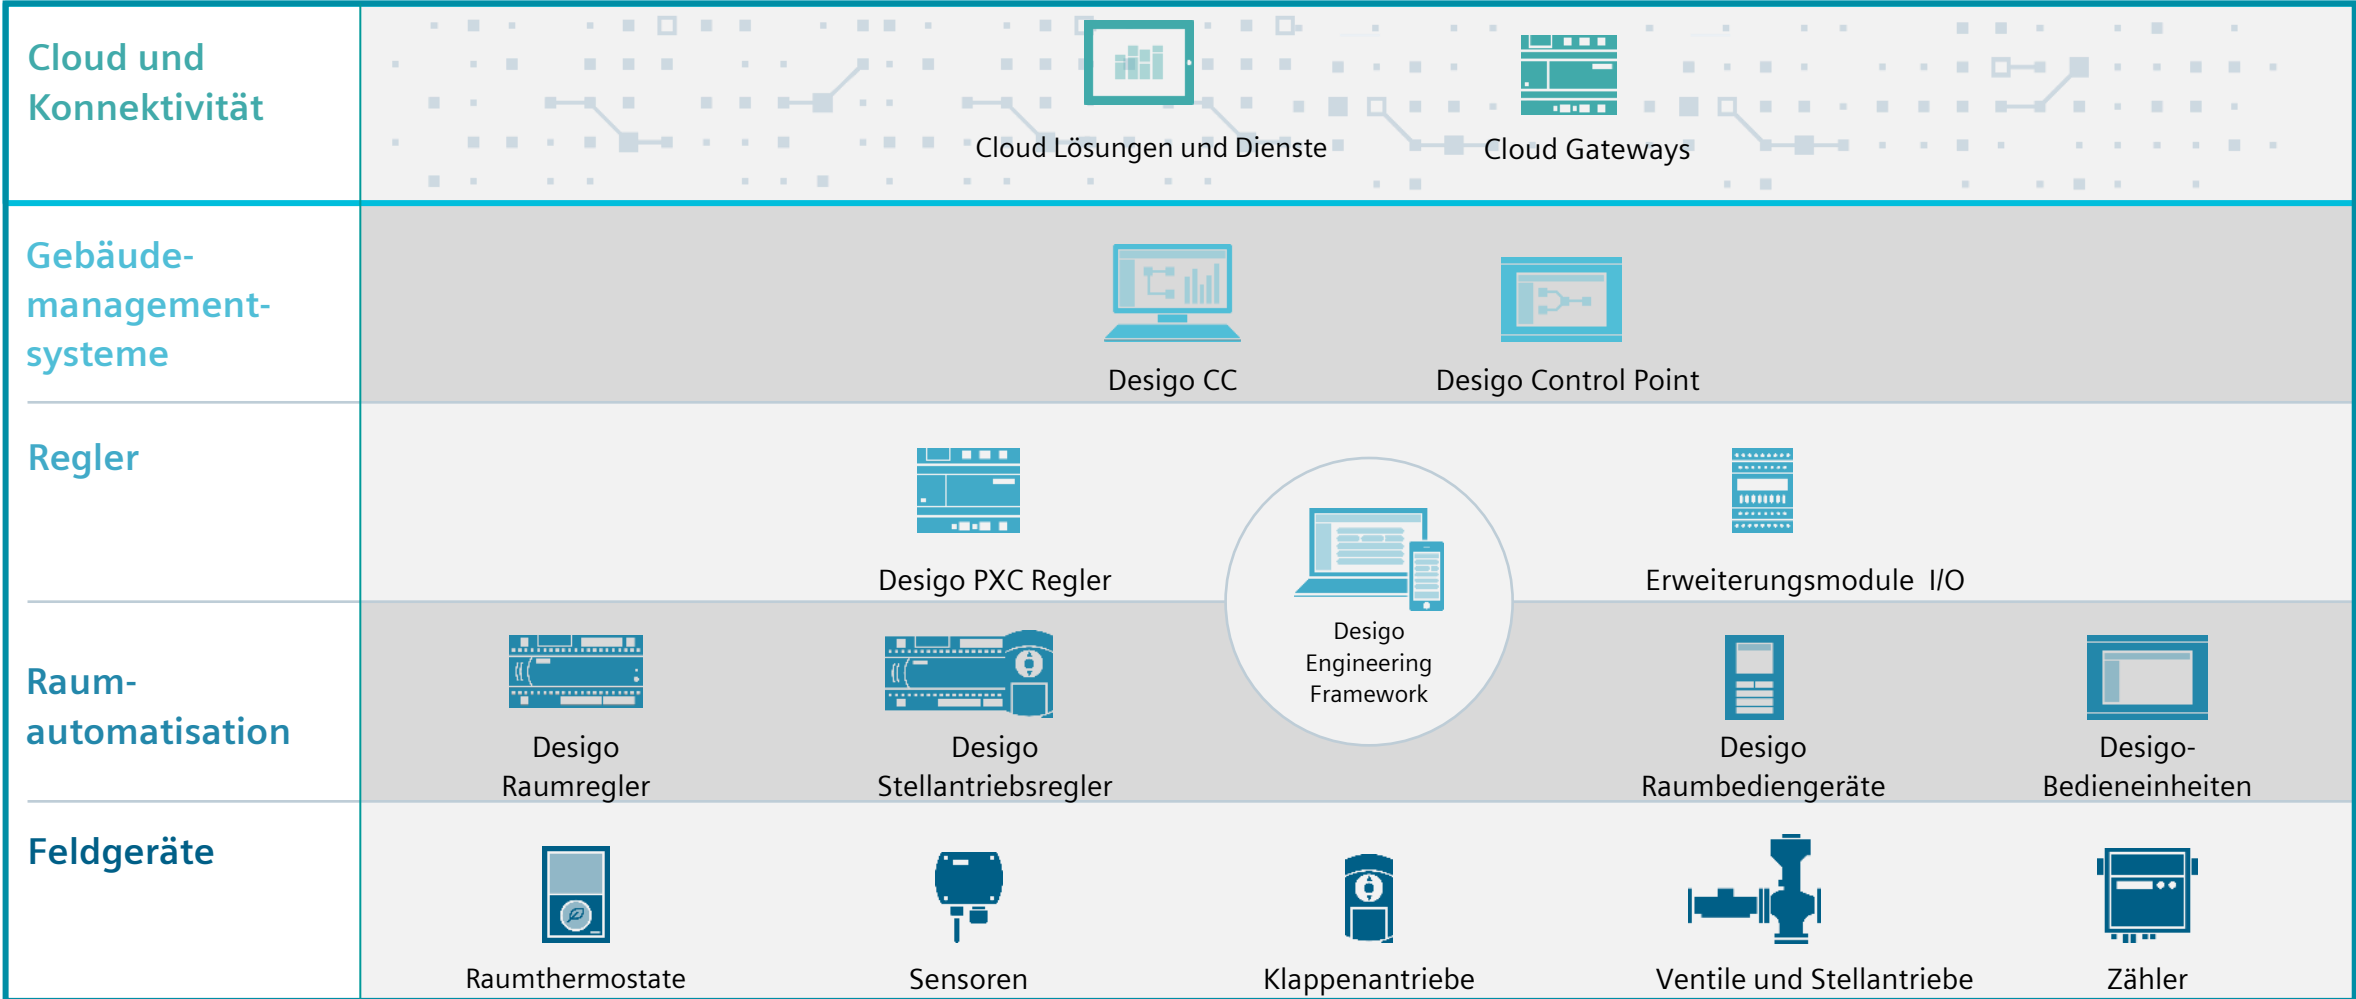 Cloud und
Konnektivität
Cloud Lösungen und Dienste
Cloud Gateways
Gebäude-
management-
systeme
Desigo CC
Desigo Control Point
Regler
Desigo PXC Regler
Erweiterungsmodule I/O
Desigo
Engineering
Framework
Raum-
automatisation
Desigo
Raumregler
Desigo
Stellantriebsregler
Desigo
Raumbediengeräte
Desigo-
Bedieneinheiten
Feldgeräte
Raumthermostate
Sensoren
Klappenantriebe
Ventile und Stellantriebe
Zähler